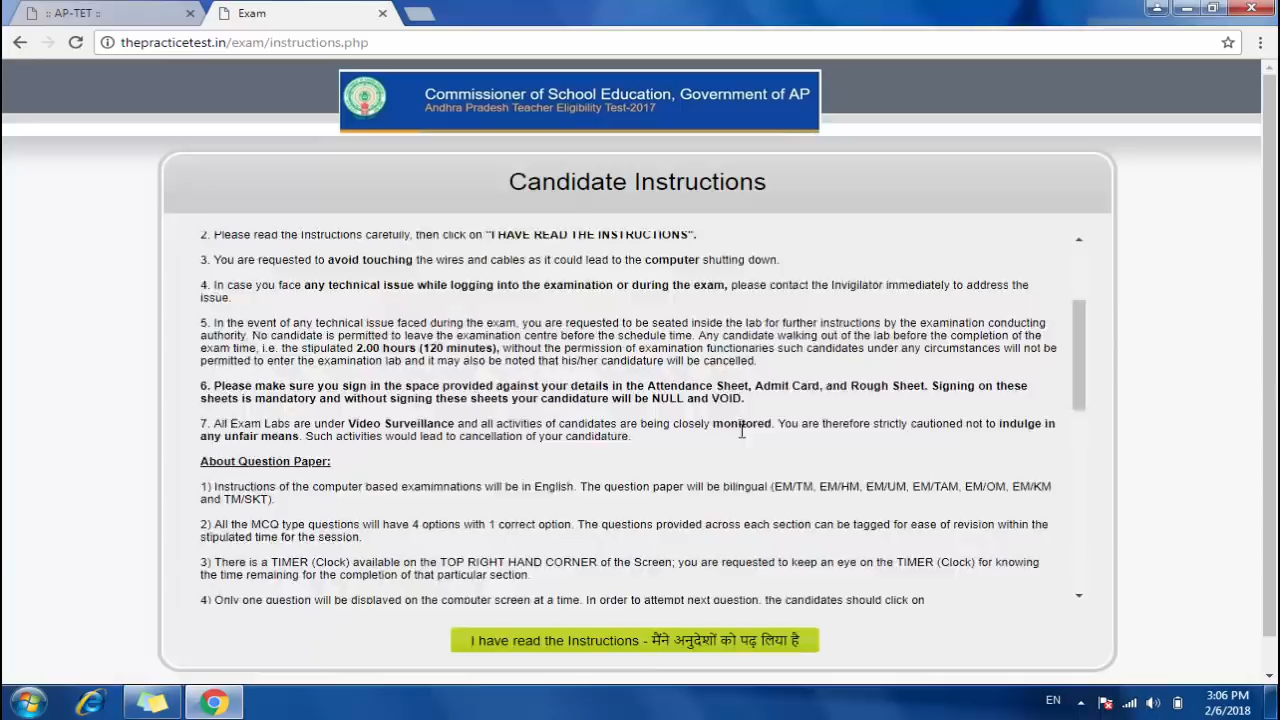 :: AP-TET ::
Exam
thepracticetest.in/exam/instructions.php
Commissioner of School Education, Government of AP
Andhra Pradesh Teacher Eligibility Test-2017
Candidate Instructions
2. Please read the Instructions carefully, then click on "I HAVE READ THE INSTRUCTIONS".
3. You are requested to avoid touching the wires and cables as it could lead to the computer shutting down.
4. In case you face any technical issue while logging into the examination or during the exam, please contact the Invigilator immediately to address the
issue.
5. In the event of any technical issue faced during the exam, you are requested to be seated inside the lab for further instructions by the examination conducting
authority. No candidate is permitted to leave the examination centre before the schedule time. Any candidate walking out of the lab before the completion of the
exam time, i.e. the stipulated 2.00 hours (120 minutes), without the permission of examination functionaries such candidates under any circumstances will not be
permitted to enter the examination lab and it may also be noted that his/her candidature will be cancelled.
6. Please make sure you sign in the space provided against your details in the Attendance Sheet, Admit Card, and Rough Sheet. Signing on these
sheets is mandatory and without signing these sheets your candidature will be NULL and VOID.
7. All Exam Labs are under Video Surveillance and all activities of candidates are being closely monitored. You are therefore strictly cautioned not to indulge in
any unfair means. Such activities would lead to cancellation of your candidature.
About Question Paper:
1) Instructions of the computer based examimnations will be in English. The question paper will be bilingual (EM/TM, EM/HM, EM/UM, EM/TAM, EM/OM, EM/KM
and TM/SKT).
2) All the MCQ type questions will have 4 options with 1 correct option. The questions provided across each section can be tagged for ease of revision within the
stipulated time for the session.
3) There is a TIMER (Clock) available on the TOP RIGHT HAND CORNER of the Screen; you are requested to keep an eye on the TIMER (Clock) for knowing
the time remaining for the completion of that particular section.
4) Only one question will be displayed on the computer screen at a time. In order to attempt next question, the candidates should click on
I have read the Instructions - मैंने अनुदेशों को पढ़ लिया है
EN
3:06 PM
2/6/2018